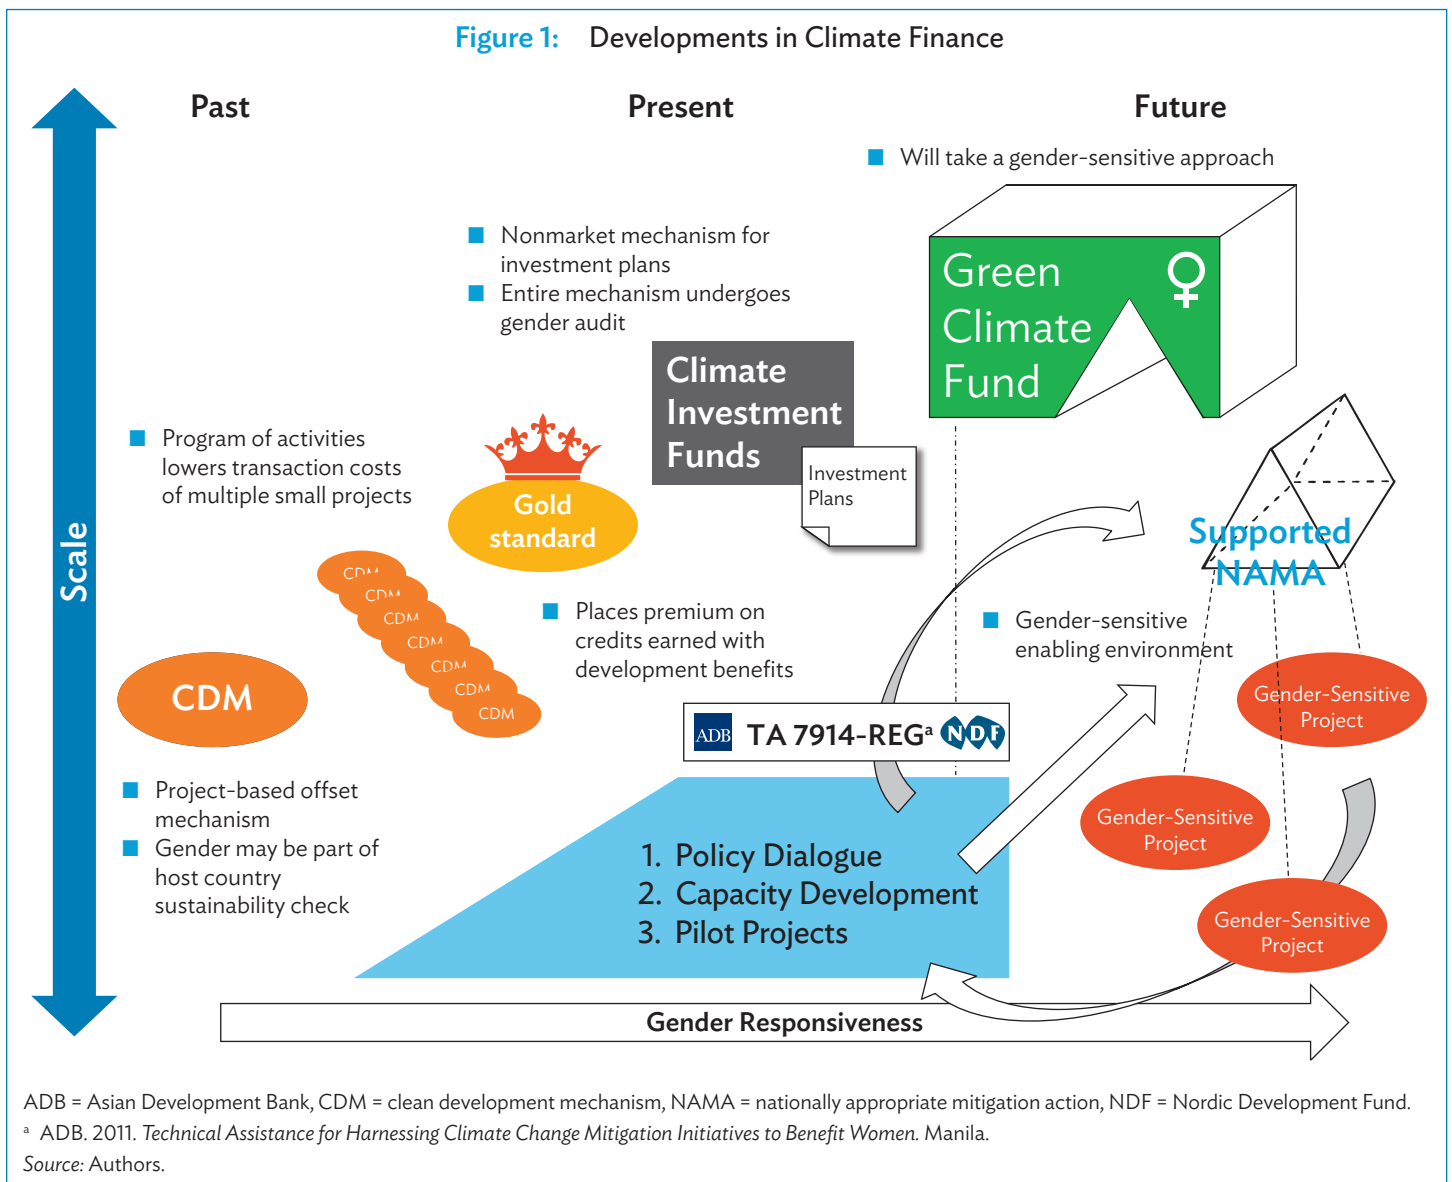 Figure 1: Developments in Climate Finance
Past
Present
Future
Scale
Will take a gender-sensitive approach
Green
Climate
Fund
Nonmarket mechanism for
investment plans
Entire mechanism undergoes
gender audit
Climate
Investment
Funds
Investment
Plans
Program of activities
lowers transaction costs
of multiple small projects
Gold
standard
CDM
CDM
CDM
CDM
CDM
CDM
CDM
CDM
Places premium on
credits earned with
development benefits
Supported
NAMA
Gender-sensitive
enabling environment
Gender-Sensitive
Project
Gender-Sensitive
Project
Gender-Sensitive
Project
ADB TA 7914-REGa NDF
Project-based offset
mechanism
Gender may be part of
host country
sustainability check
1. Policy Dialogue
2. Capacity Development
3. Pilot Projects
Gender Responsiveness
ADB = Asian Development Bank, CDM = clean development mechanism, NAMA = nationally appropriate mitigation action, NDF = Nordic Development Fund.
a ADB. 2011. Technical Assistance for Harnessing Climate Change Mitigation Initiatives to Benefit Women. Manila.
Source: Authors.